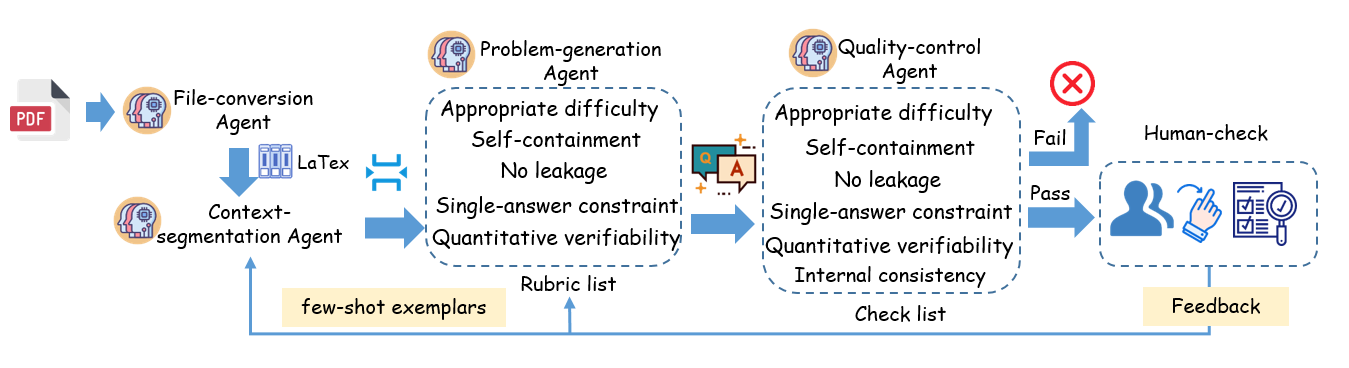 PDF
File-conversion
Agent
LaTex
Context-
segmentation Agent
Problem-generation
Agent
Appropriate difficulty
Self-containment
No leakage
Single-answer constraint
Quantitative verifiability
Rubric list
few-shot exemplars
Q
A
Quality-control
Agent
Appropriate difficulty
Self-containment
No leakage
Single-answer constraint
Quantitative verifiability
Internal consistency
Check list
Fail
Pass
Human-check
Feedback